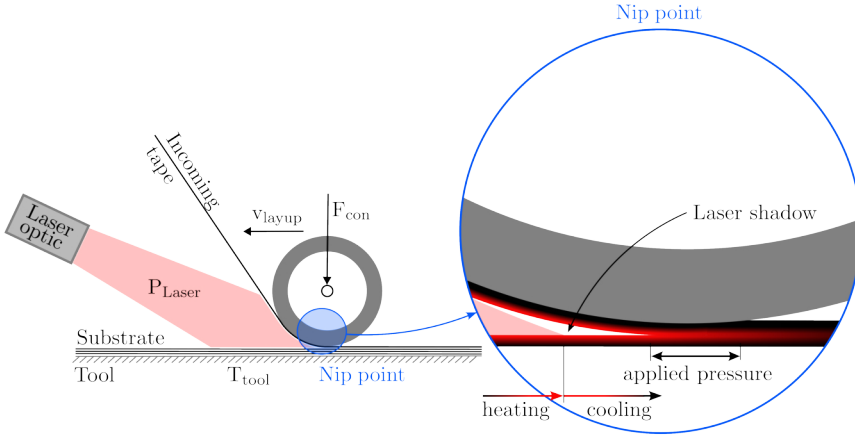 Nip point
Incoming
tape
Laser
optic
v_layup
F_con
Laser shadow
P_Laser
Substrate
Tool
T_tool
Nip point
applied pressure
heating
cooling